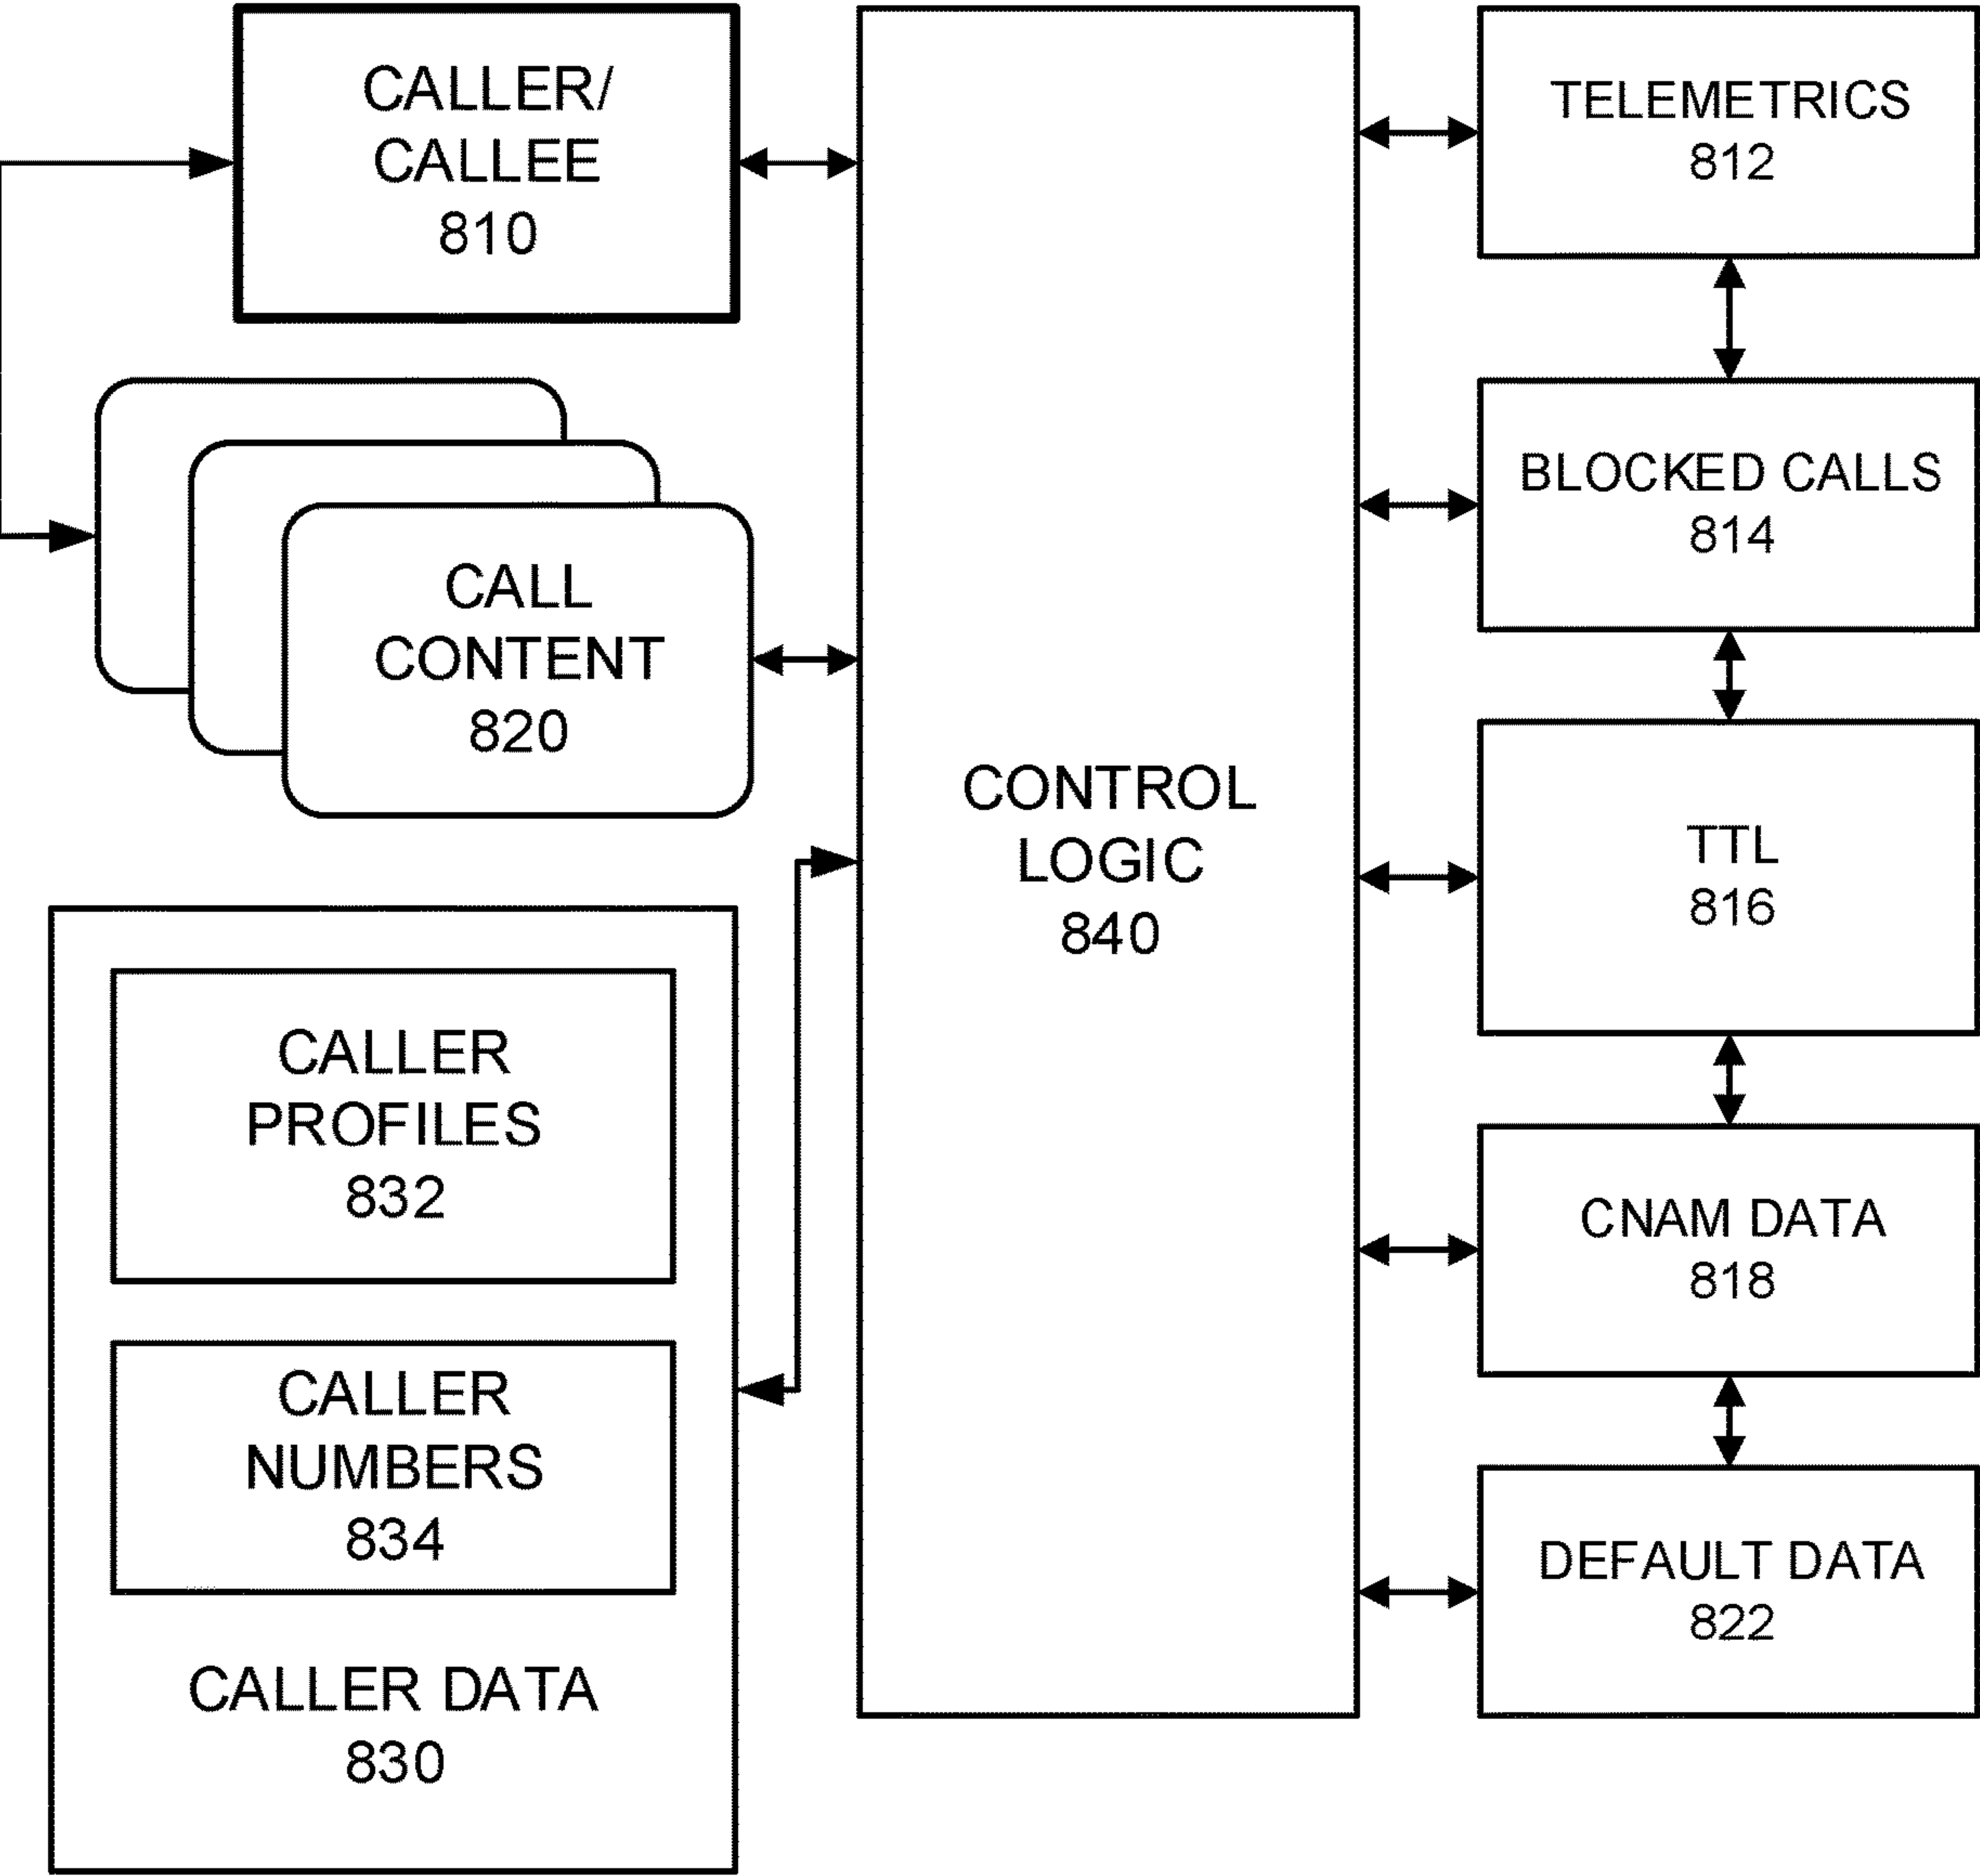 CALLER/
CALLEE
810
CALL
CONTENT
820
CALLER
PROFILES
832
CALLER
NUMBERS
834
CALLER DATA
830
CONTROL
LOGIC
840
TELEMETRICS
812
BLOCKED CALLS
814
TTL
816
CNAM DATA
818
DEFAULT DATA
822